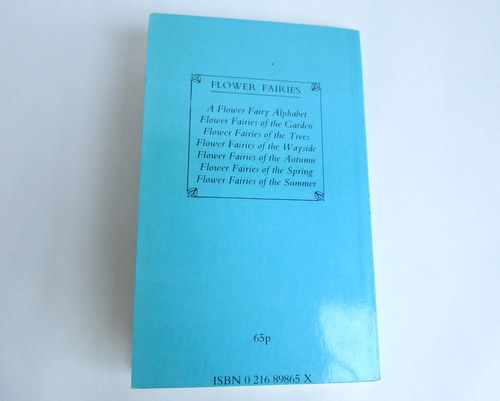 FLOWER FAIRIES
A Flower Fairy Alphabet
Flower Fairies of the Garden
Flower Fairies of the Trees
Flower Fairies of the Wayside
Flower Fairies of the Autumn
Flower Fairies of the Spring
Flower Fairies of the Summer
65p
ISBN 0 216 89865 X